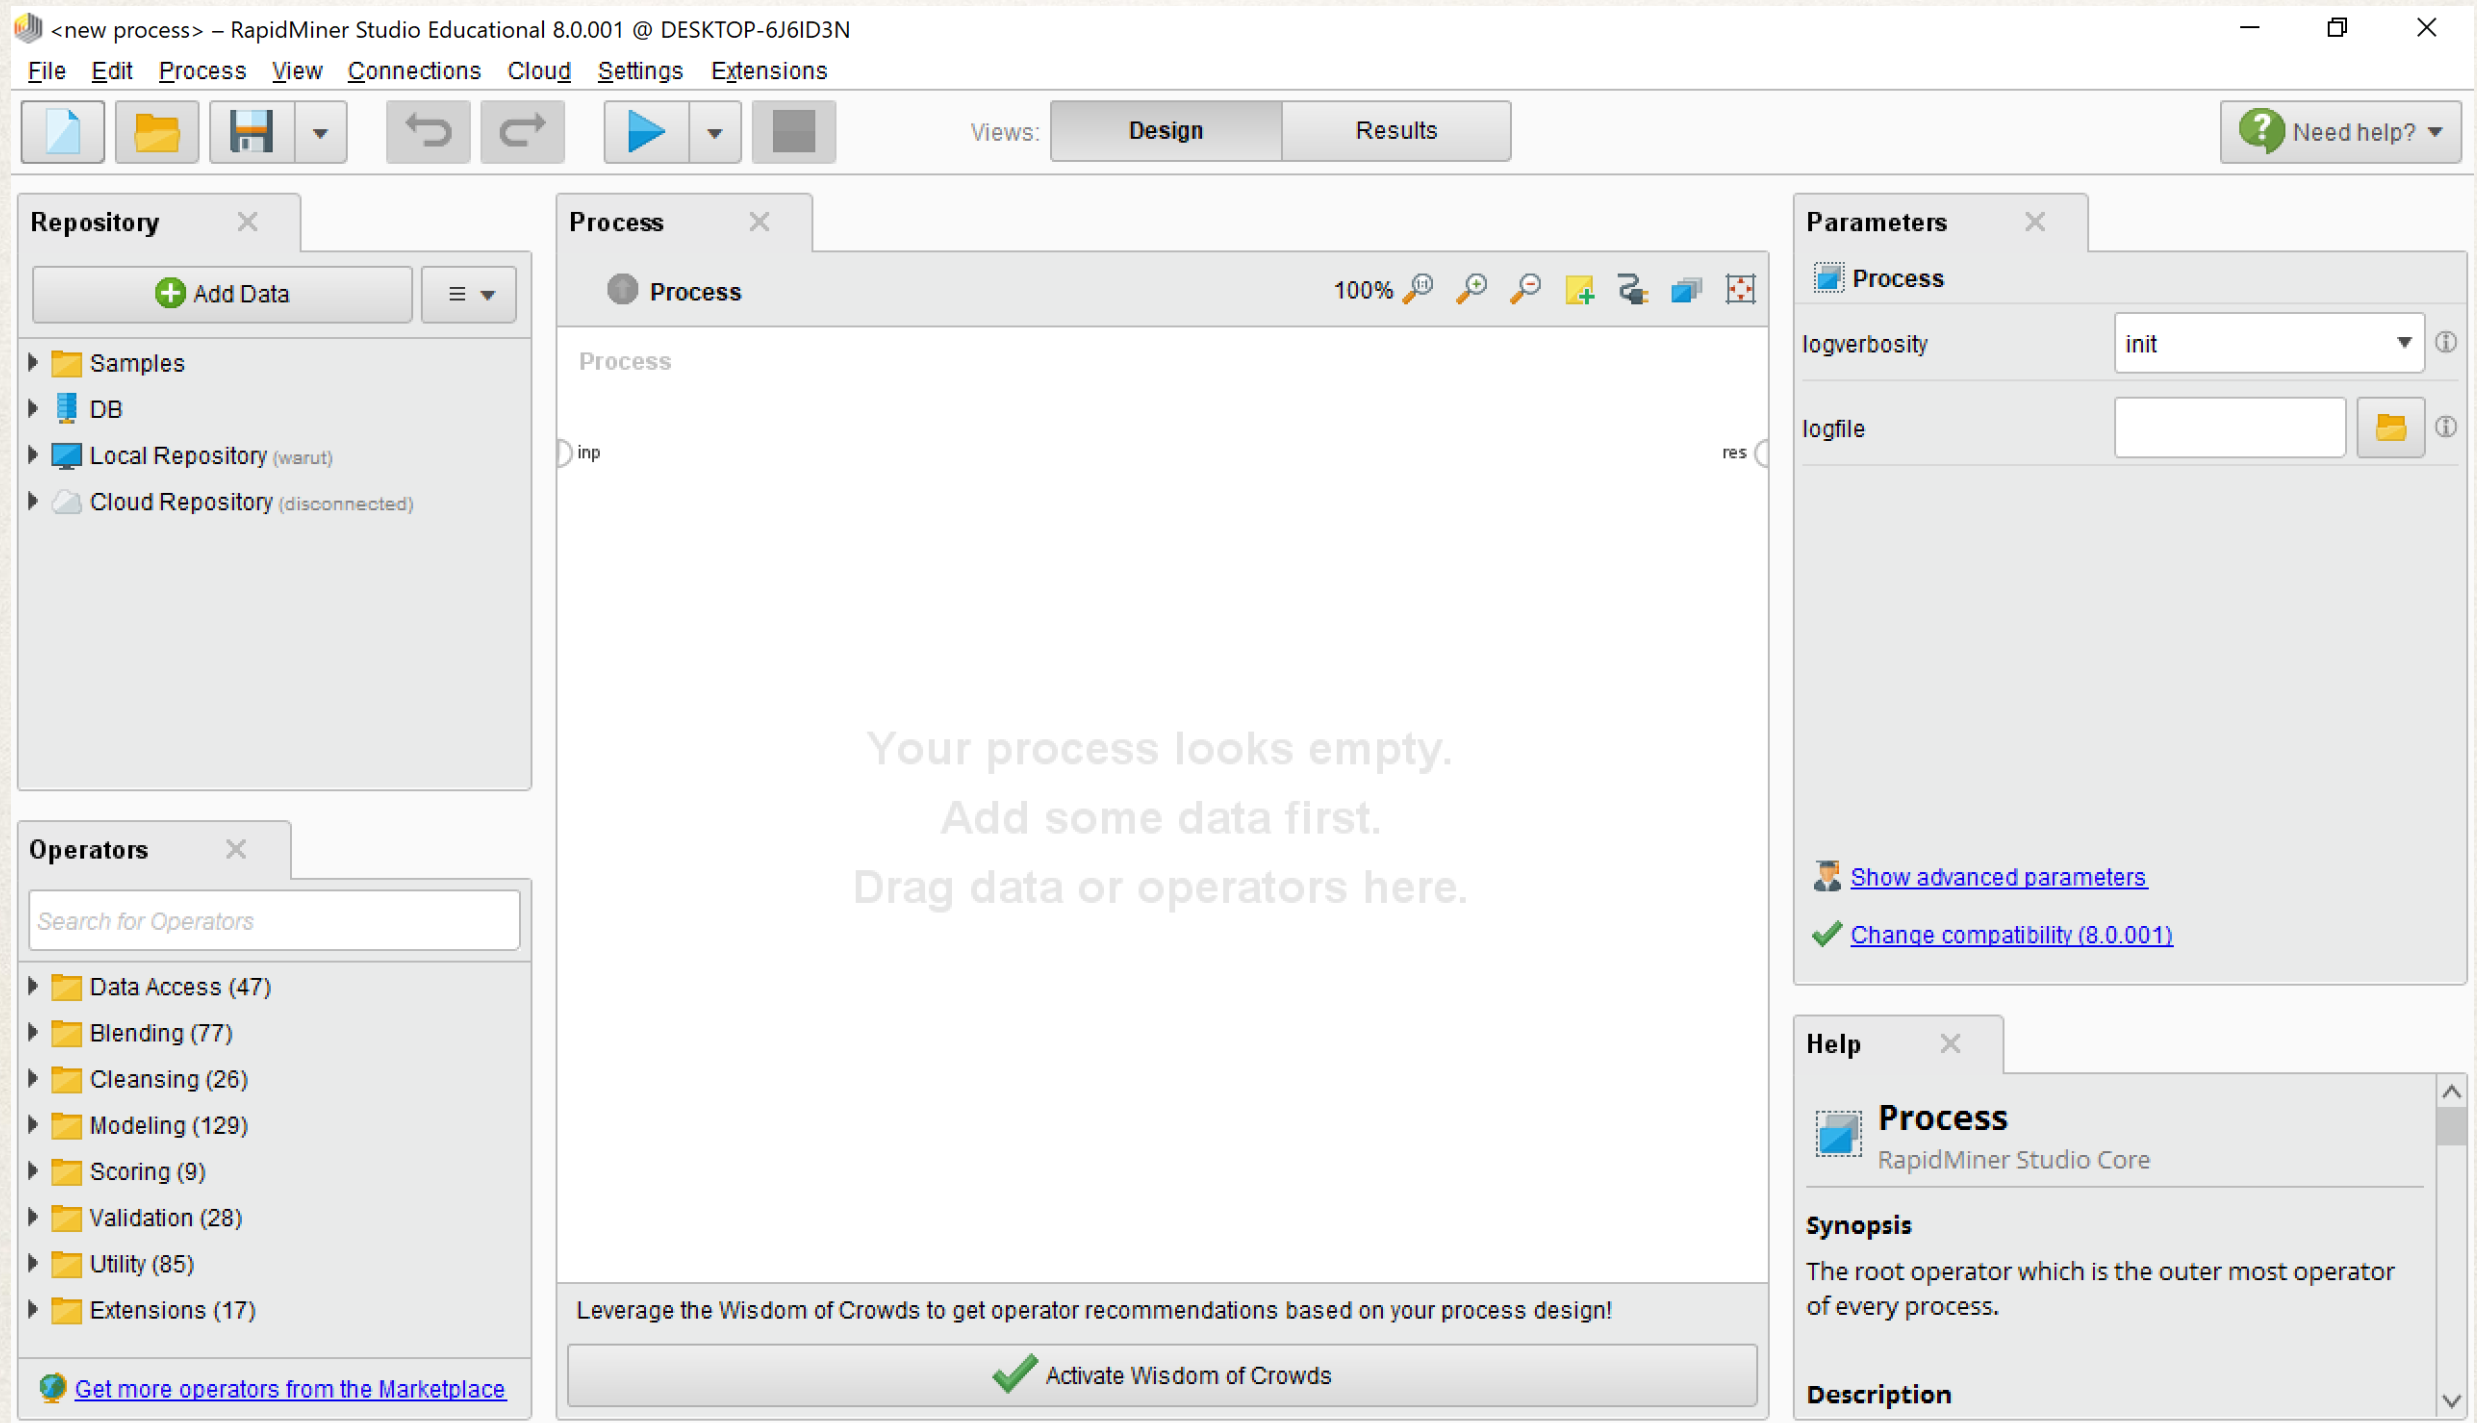 <new process> – RapidMiner Studio Educational 8.0.001 @ DESKTOP-6J6ID3N
File Edit Process View Connections Cloud Settings Extensions
Views: Design Results Need help?
Repository
Add Data
Samples
DB
Local Repository (warut)
Cloud Repository (disconnected)
Operators
Search for Operators
Data Access (47)
Blending (77)
Cleansing (26)
Modeling (129)
Scoring (9)
Validation (28)
Utility (85)
Extensions (17)
Get more operators from the Marketplace
Process
Process 100%
Process
inp res
Your process looks empty.
Add some data first.
Drag data or operators here.
Leverage the Wisdom of Crowds to get operator recommendations based on your process design!
Activate Wisdom of Crowds
Parameters
Process
logverbosity init
logfile
Show advanced parameters
Change compatibility (8.0.001)
Help
Process
RapidMiner Studio Core
Synopsis
The root operator which is the outer most operator
of every process.
Description